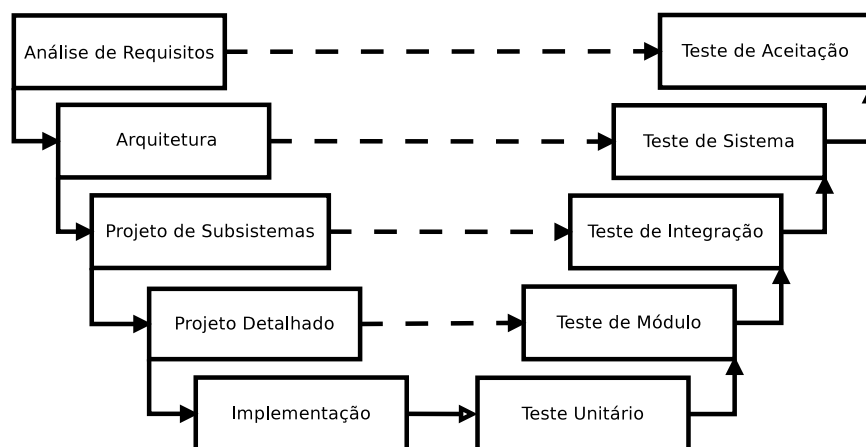 Análise de Requisitos
Teste de Aceitação
Arquitetura
Teste de Sistema
Projeto de Subsistemas
Teste de Integração
Projeto Detalhado
Teste de Módulo
Implementação
Teste Unitário